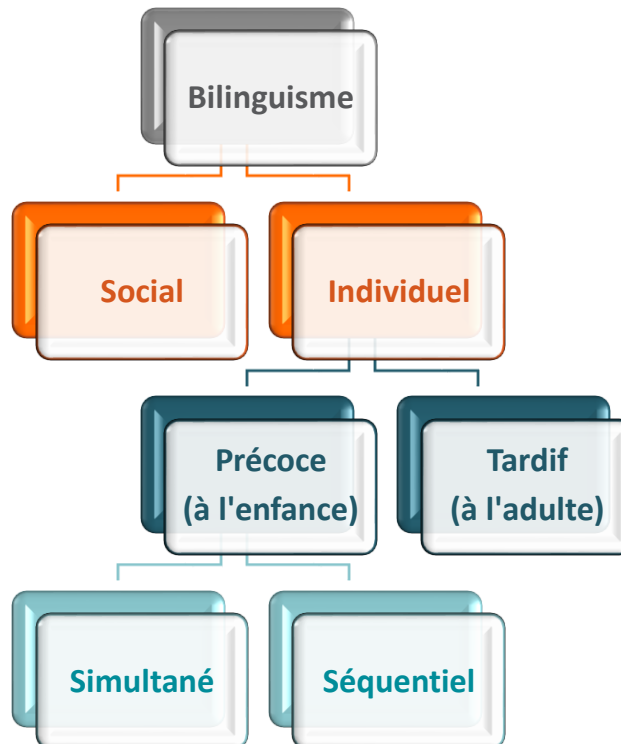 Bilinguisme
Social
Individuel
Précoce
(à l'enfance)
Tardif
(à l'adulte)
Simultané
Séquentiel